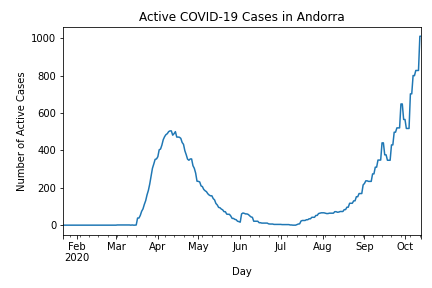 Active COVID-19 Cases in Andorra
Number of Active Cases
1000
800
600
400
200
0
Feb
2020
Mar
Apr
May
Jun
Jul
Aug
Sep
Oct
Day